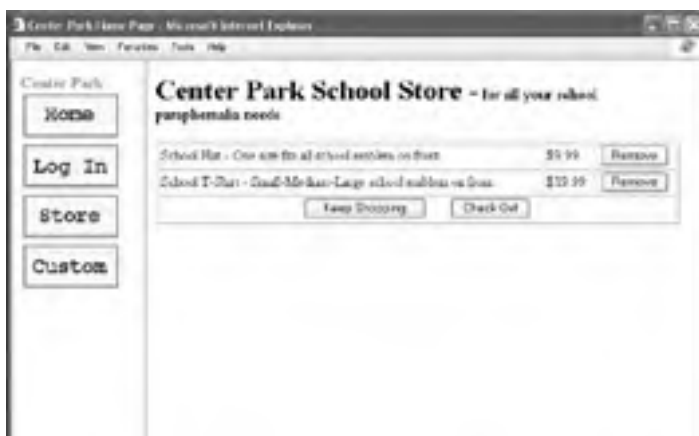 Center Park Home Page - Microsoft Internet Explorer
File Edit View Favorites Tools Help
Center Park
Home
Log In
Store
Custom
Center Park School Store - for all your school
paraphernalia needs
School Hat - One size fits all school emblem on front $9.99 Remove
School T-Shirt - Small-Medium-Large school emblem on front Remove
Keep Shopping Check Out